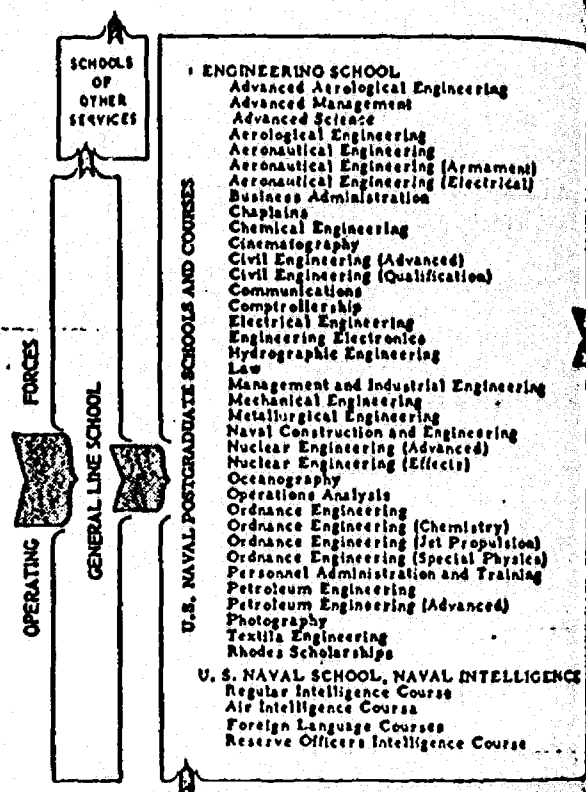 SCHOOLS
OF
OTHER
SERVICES
OPERATING FORCES
GENERAL LINE SCHOOL
U.S. NAVAL POSTGRADUATE SCHOOLS AND COURSES
ENGINEERING SCHOOL
Advanced Aerological Engineering
Advanced Management
Advanced Science
Aerological Engineering
Aeronautical Engineering
Aeronautical Engineering (Armament)
Aeronautical Engineering (Electrical)
Business Administration
Chaplains
Chemical Engineering
Cinematography
Civil Engineering (Advanced)
Civil Engineering (Qualification)
Communications
Comptrollership
Electrical Engineering
Engineering Electronics
Hydrographic Engineering
Law
Management and Industrial Engineering
Mechanical Engineering
Metallurgical Engineering
Naval Construction and Engineering
Nuclear Engineering (Advanced)
Nuclear Engineering (Effects)
Oceanography
Operations Analysis
Ordnance Engineering
Ordnance Engineering (Chemistry)
Ordnance Engineering (Jet Propulsion)
Ordnance Engineering (Special Physics)
Personnel Administration and Training
Petroleum Engineering
Petroleum Engineering (Advanced)
Photography
Textile Engineering
Rhodes Scholarships
U. S. NAVAL SCHOOL, NAVAL INTELLIGENCE
Regular Intelligence Course
Air Intelligence Course
Foreign Language Courses
Reserve Officers Intelligence Course